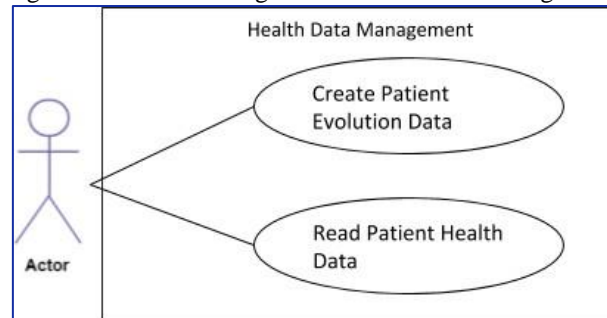 Health Data Management
Create Patient
Evolution Data
Read Patient Health
Data
Actor